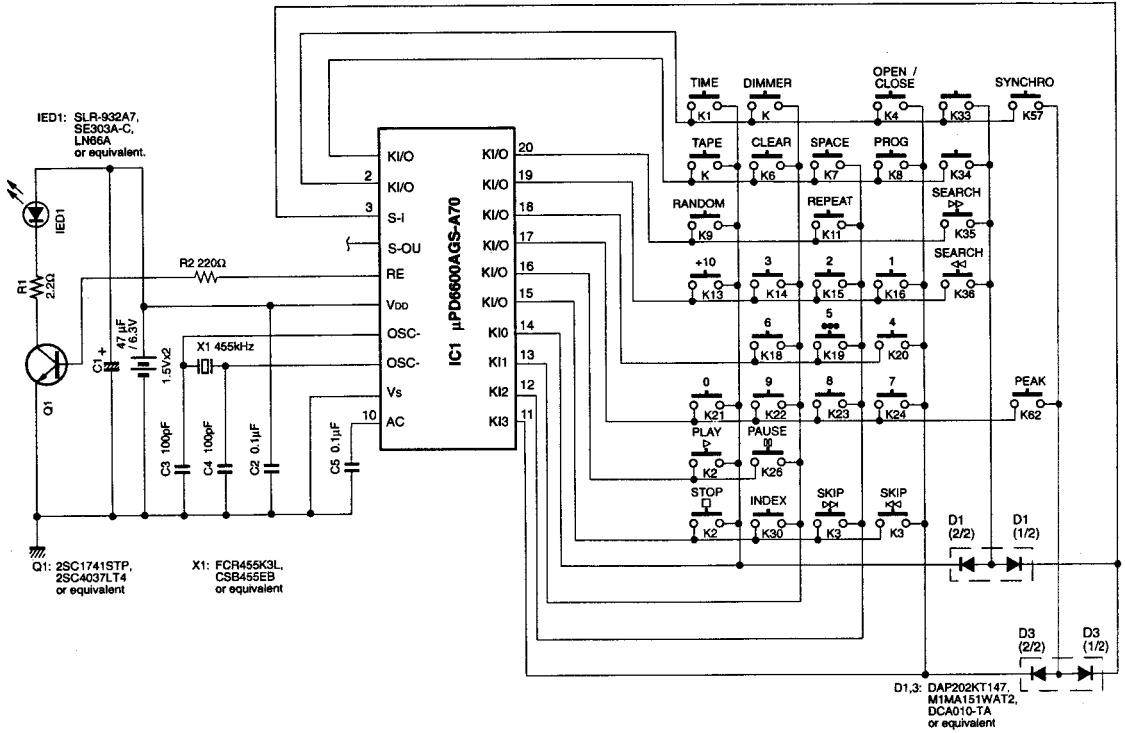 IED1: SLR-932A7,
SE303A-C,
LN66A
or equivalent.
IED1
R1
2.2Ω
Q1
C1
+
47 µF
/ 6.3V
1.5Vx2
R2 220Ω
X1 455kHz
C3 100pF
C4 100pF
C2 0.1µF
C5 0.1µF
Q1: 2SC1741STP,
2SC4037LT4
or equivalent
X1: FCR455K3L,
CSB455EB
or equivalent
IC1 µPD6600AGS-A70
KI/O
2 KI/O
3 S-I
S-OU
RE
VDD
OSC-
OSC-
Vs
10 AC
KI/O 20
KI/O 19
KI/O 18
KI/O 17
KI/O 16
KI/O 15
KI0 14
KI1 13
KI2 12
KI3 11
TIME DIMMER OPEN / CLOSE SYNCHRO
K1 K K4 K33 K57
TAPE CLEAR SPACE PROG
K K6 K7 K8 K34
RANDOM REPEAT SEARCH
K9 K11 K35
+10 3 2 1 SEARCH
K13 K14 K15 K16 K36
6 5 4
K18 K19 K20
0 9 8 7 PEAK
K21 K22 K23 K24 K62
PLAY PAUSE
K2 K26
STOP INDEX SKIP SKIP
K2 K30 K3 K3
D1 (2/2)
D1 (1/2)
D3 (2/2)
D3 (1/2)
D1,3: DAP202KT147,
M1MA151WAT2,
DCA010-TA
or equivalent